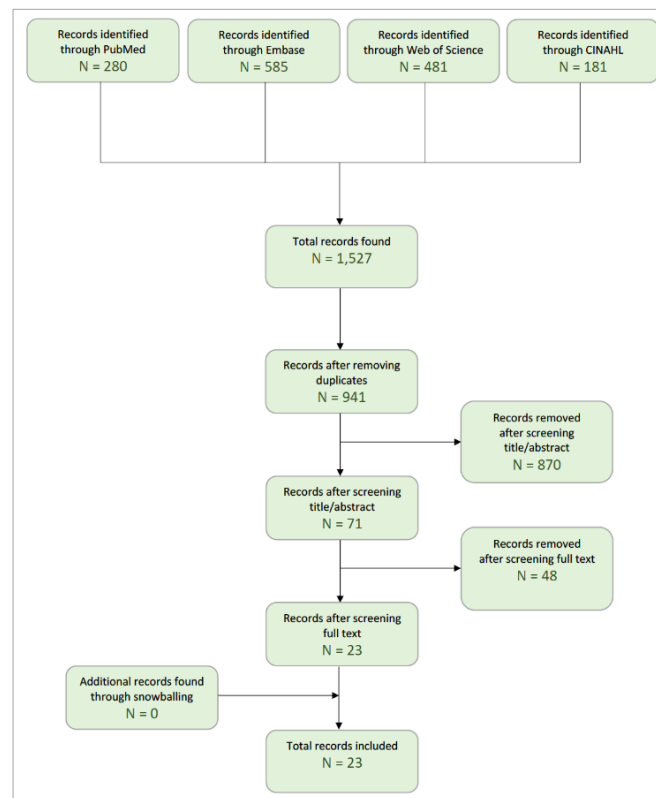 Records identified
through PubMed
N = 280
Records identified
through Embase
N = 585
Records identified
through Web of Science
N = 481
Records identified
through CINAHL
N = 181
Total records found
N = 1,527
Records after removing
duplicates
N = 941
Records removed
after screening
title/abstract
N = 870
Records after screening
title/abstract
N = 71
Records removed
after screening full text
N = 48
Records after screening
full text
N = 23
Additional records found
through snowballing
N = 0
Total records included
N = 23